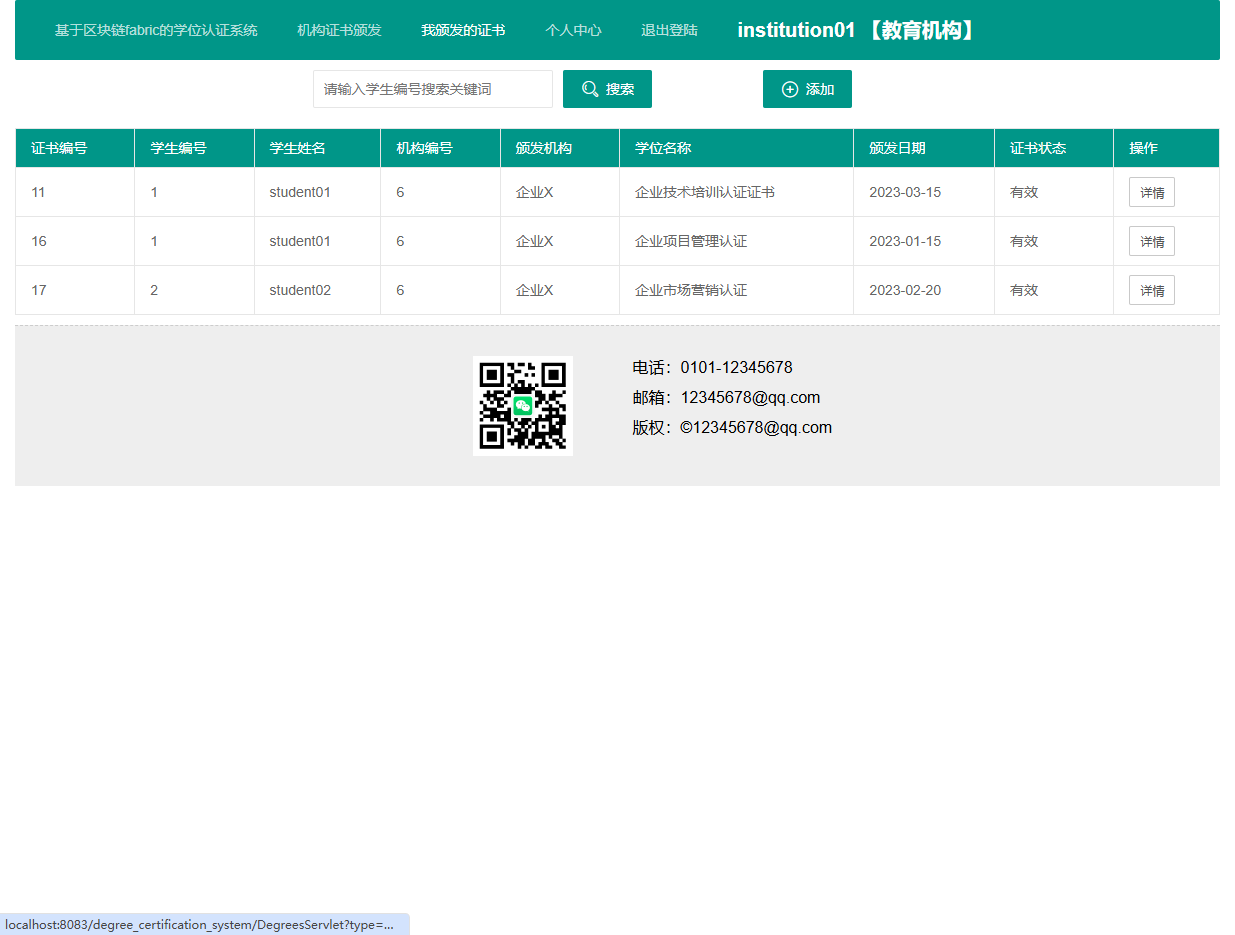 基于区块链fabric的学位认证系统 机构证书颁发 我颁发的证书 个人中心 退出登陆 institution01 【教育机构】
请输入学生编号搜索关键词 搜索 添加
证书编号 学生编号 学生姓名 机构编号 颁发机构 学位名称 颁发日期 证书状态 操作
11 1 student01 6 企业X 企业技术培训认证证书 2023-03-15 有效 详情
16 1 student01 6 企业X 企业项目管理认证 2023-01-15 有效 详情
17 2 student02 6 企业X 企业市场营销认证 2023-02-20 有效 详情
电话：0101-12345678
邮箱：12345678@qq.com
版权：©12345678@qq.com
localhost:8083/degree_certification_system/DegreesServlet?type=...